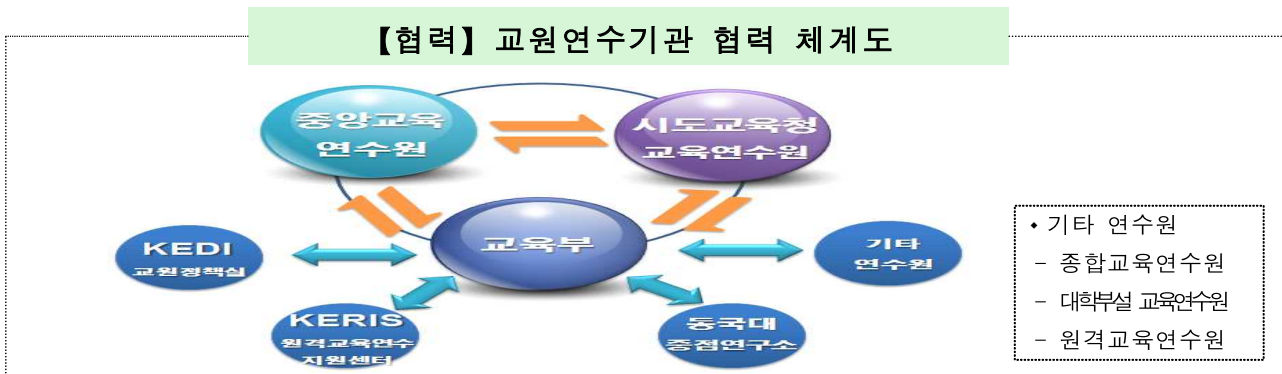 【협력】 교원연수기관 협력 체계도
중앙교육
연수원
시도교육청
교육연수원
교육부
KEDI
교원정책실
기타
연수원
KERIS
원격교육연수
지원센터
동국대
중점연구소
◆ 기타 연수원
- 종합교육연수원
- 대학부설 교육연수원
- 원격교육연수원